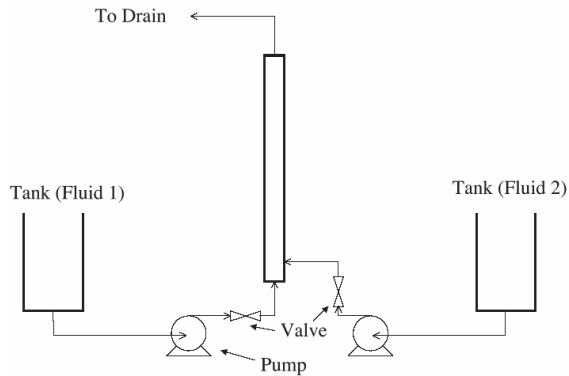 To Drain
Tank (Fluid 1)
Tank (Fluid 2)
Valve
Pump